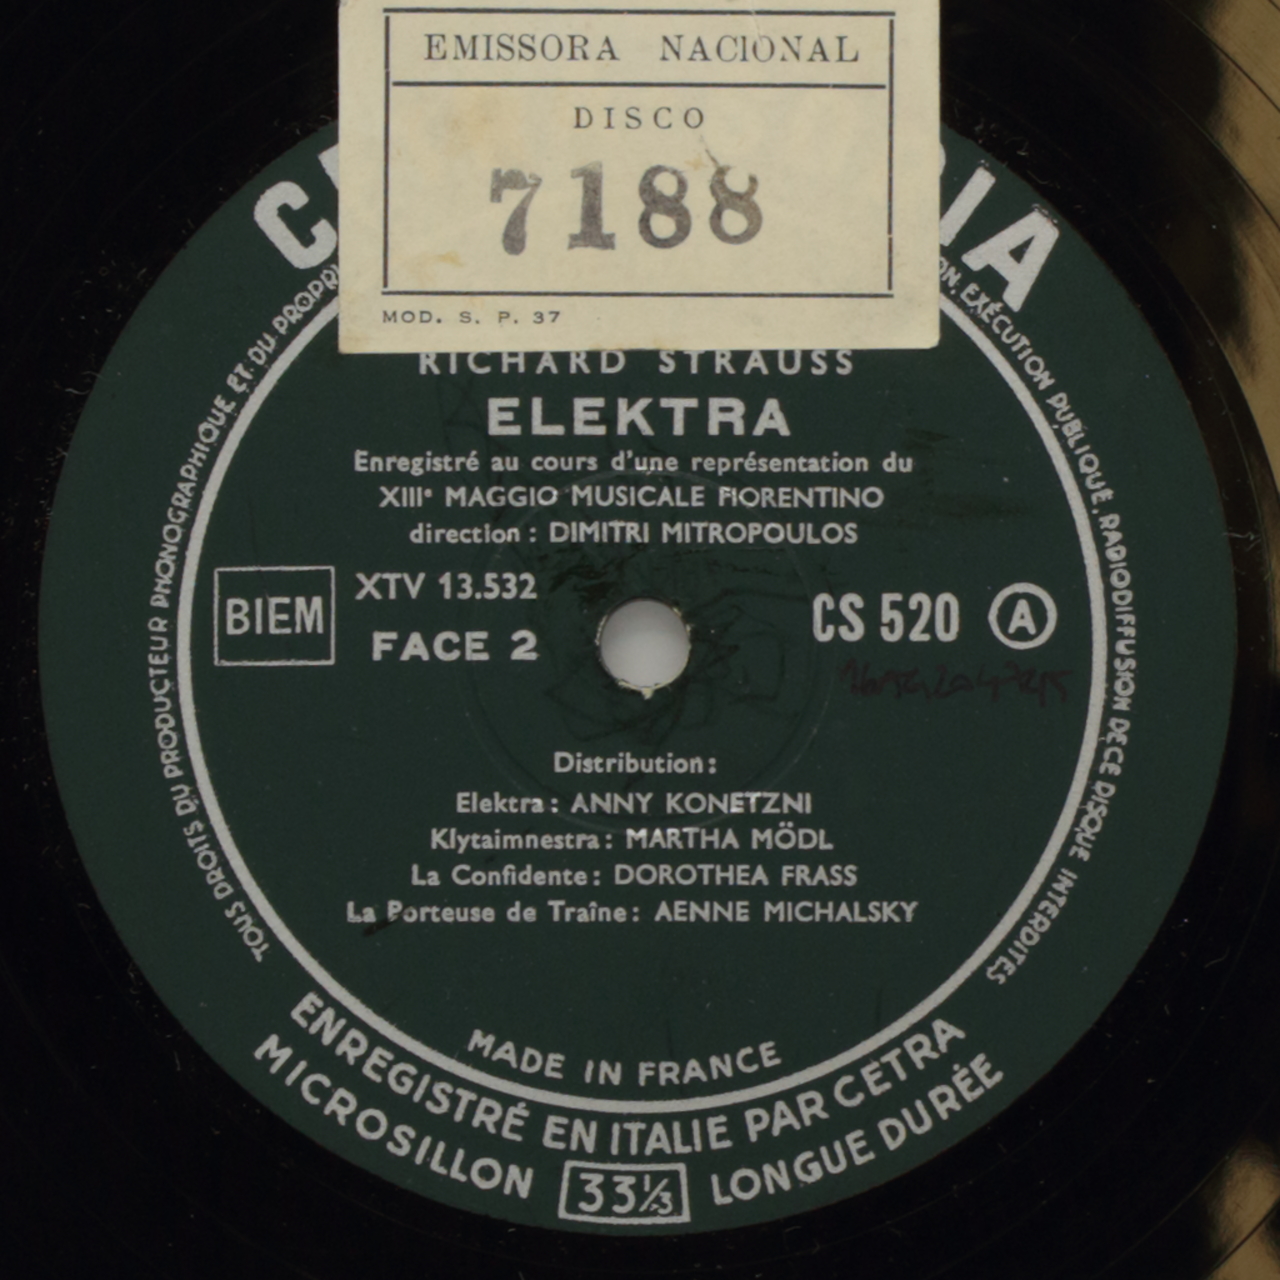 EMISSORA NACIONAL
DISCO
7188
MOD. S. P. 37
RICHARD STRAUSS
ELEKTRA
Enregistré au cours d'une représentation du
XIIIe MAGGIO MUSICALE FIORENTINO
direction : DIMITRI MITROPOULOS
BIEM
XTV 13.532
FACE 2
CS 520 A
Distribution :
Elektra : ANNY KONETZNI
Klytaimnestra : MARTHA MÖDL
La Confidente : DOROTHEA FRASS
La Porteuse de Traîne : AENNE MICHALSKY
MADE IN FRANCE
ENREGISTRÉ EN ITALIE PAR CETRA
MICROSILLON 33⅓ LONGUE DURÉE
TOUS DROITS DU PRODUCTEUR PHONOGRAPHIQUE ET DU
EXÉCUTION PUBLIQUE, RADIODIFFUSION DE CE DISQUE INTERDITES